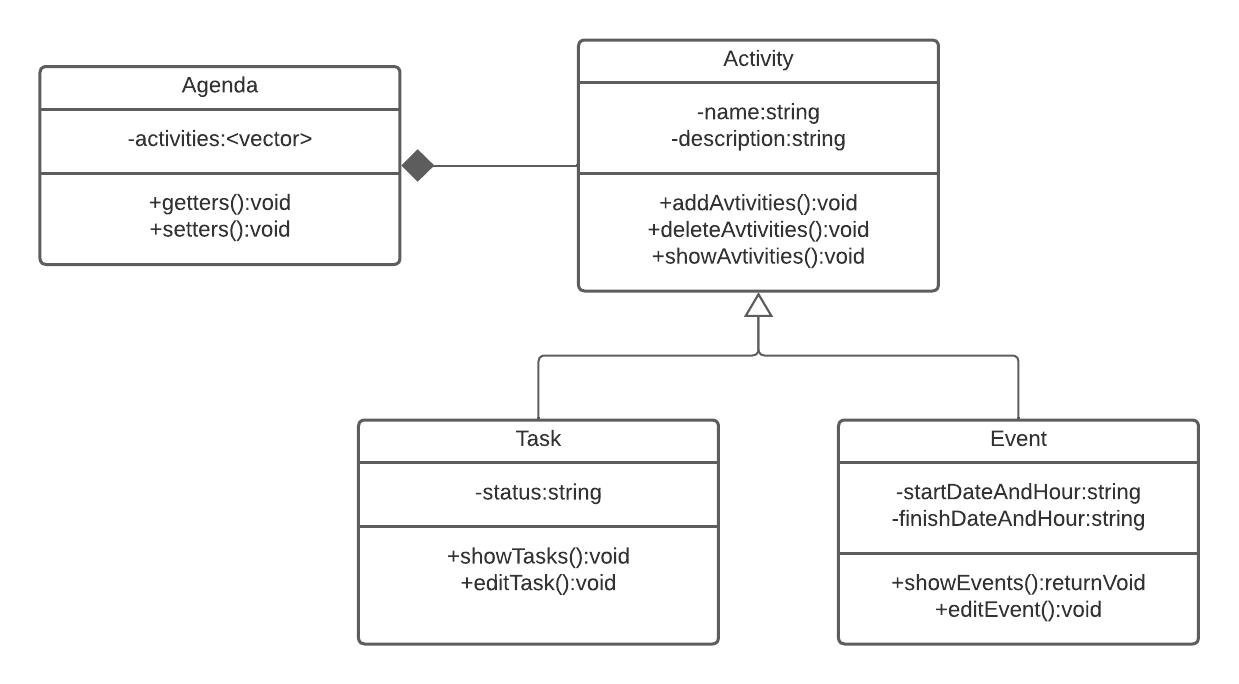 Agenda
-activities:<vector>
+getters():void
+setters():void
Activity
-name:string
-description:string
+addAvtivities():void
+deleteAvtivities():void
+showAvtivities():void
Task
-status:string
+showTasks():void
+editTask():void
Event
-startDateAndHour:string
-finishDateAndHour:string
+showEvents():returnVoid
+editEvent():void